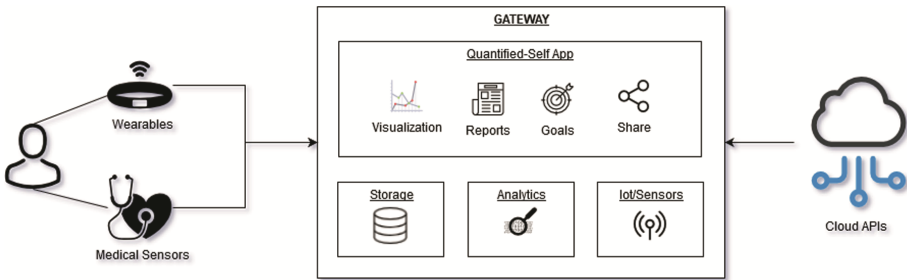 GATEWAY
Quantified-Self App
Visualization
Reports
Goals
Share
Wearables
Medical Sensors
Storage
Analytics
Iot/Sensors
Cloud APIs